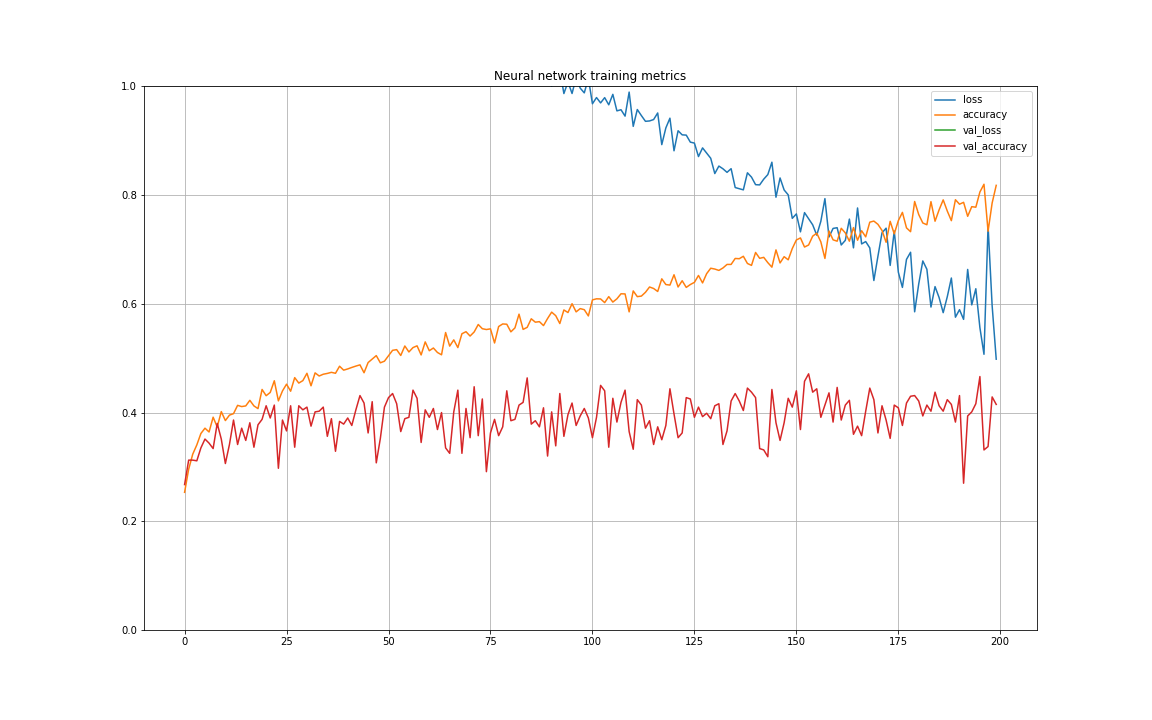 Neural network training metrics
loss
accuracy
val_loss
val_accuracy
1.0
0.8
0.6
0.4
0.2
0.0
0 25 50 75 100 125 150 175 200